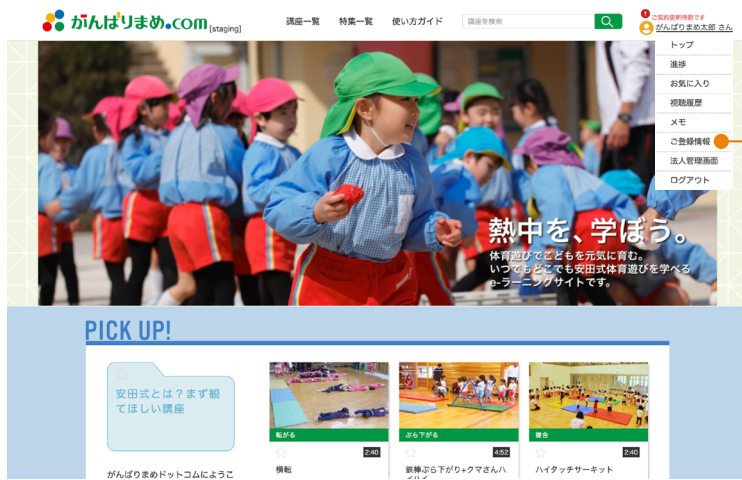 がんばりまめ.com [staging]
講座一覧 特集一覧 使い方ガイド 講座を検索
! ご契約更新時期です
がんばりまめ太郎 さん
トップ
進捗
お気に入り
視聴履歴
メモ
ご登録情報
法人管理画面
ログアウト
熱中を、学ぼう。
体育遊びでこどもを元気に育む。
いつでもどこでも安田式体育遊びを学べる
e-ラーニングサイトです。
PICK UP!
安田式とは？まず観
てほしい講座
がんばりまめドットコムにようこ
転がる
2:40
横転
ぶら下がる
4:52
鉄棒ぶら下がり+クマさんハ
イハイ
複合
2:40
ハイタッチサーキット